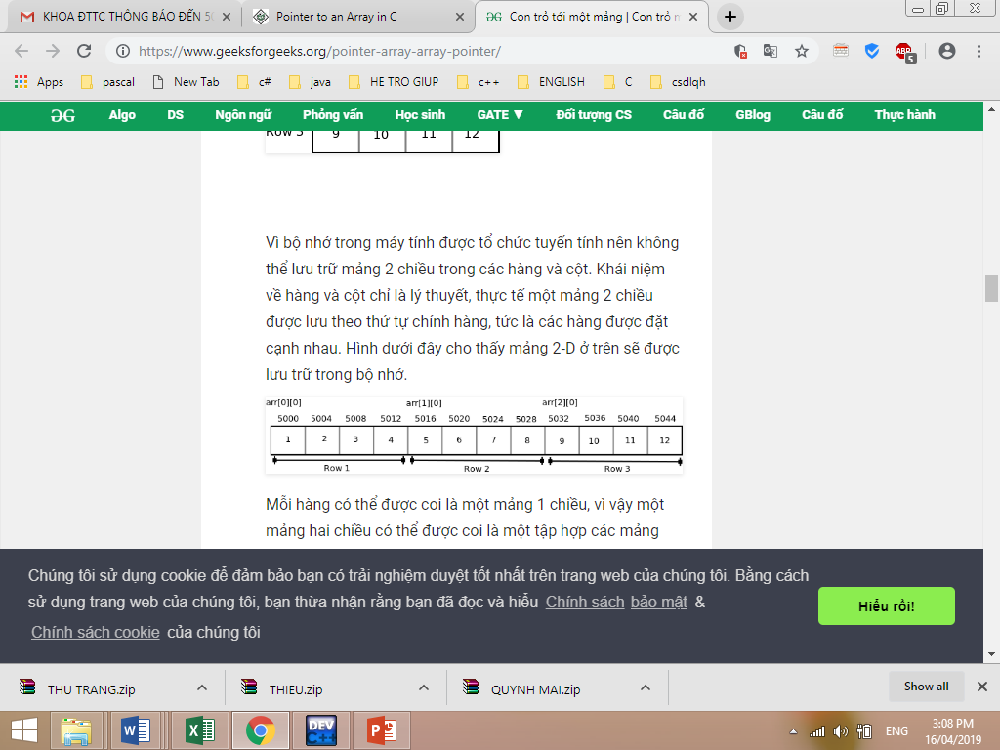 KHOA ĐTTC THÔNG BÁO ĐẾN 50
Pointer to an Array in C
Con trỏ tới một mảng | Con trỏ m
https://www.geeksforgeeks.org/pointer-array-array-pointer/
ABP
5
Apps pascal New Tab c# java HE TRO GIUP c++ ENGLISH C csdlqh
Algo DS Ngôn ngữ Phỏng vấn Học sinh GATE ▼ Đối tượng CS Câu đố GBlog Câu đố Thực hành
Row 3 9 10 11 12
Vì bộ nhớ trong máy tính được tổ chức tuyến tính nên không
thể lưu trữ mảng 2 chiều trong các hàng và cột. Khái niệm
về hàng và cột chỉ là lý thuyết, thực tế một mảng 2 chiều
được lưu theo thứ tự chính hàng, tức là các hàng được đặt
cạnh nhau. Hình dưới đây cho thấy mảng 2-D ở trên sẽ được
lưu trữ trong bộ nhớ.
arr[0][0] arr[1][0] arr[2][0]
5000 5004 5008 5012 5016 5020 5024 5028 5032 5036 5040 5044
1 2 3 4 5 6 7 8 9 10 11 12
Row 1 Row 2 Row 3
Mỗi hàng có thể được coi là một mảng 1 chiều, vì vậy một
mảng hai chiều có thể được coi là một tập hợp các mảng
Chúng tôi sử dụng cookie để đảm bảo bạn có trải nghiệm duyệt tốt nhất trên trang web của chúng tôi. Bằng cách
sử dụng trang web của chúng tôi, bạn thừa nhận rằng bạn đã đọc và hiểu Chính sách bảo mật &
Chính sách cookie của chúng tôi
Hiểu rồi!
THU TRANG.zip
THIEU.zip
QUYNH MAI.zip
Show all
DEV
C++
ENG
3:08 PM
16/04/2019